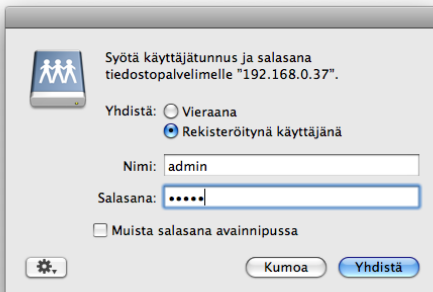 Syötä käyttäjätunnus ja salasana
tiedostopalvelimelle "192.168.0.37".
Yhdistä: Vieraana
Rekisteröitynä käyttäjänä
Nimi: admin
Salasana: •••••
Muista salasana avainnipussa
Kumoa Yhdistä